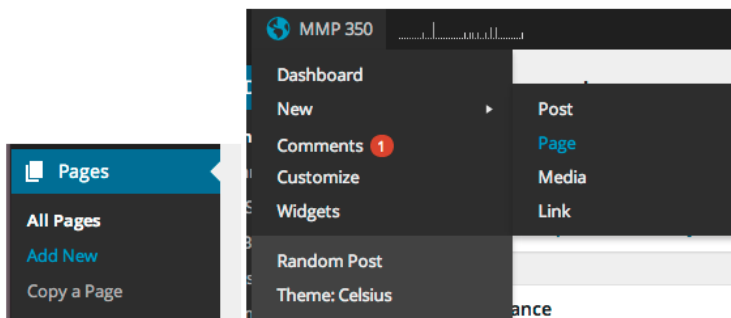 Pages
All Pages
Add New
Copy a Page
MMP 350
Dashboard
New
Comments 1
Customize
Widgets
Random Post
Theme: Celsius
Post
Page
Media
Link
ance